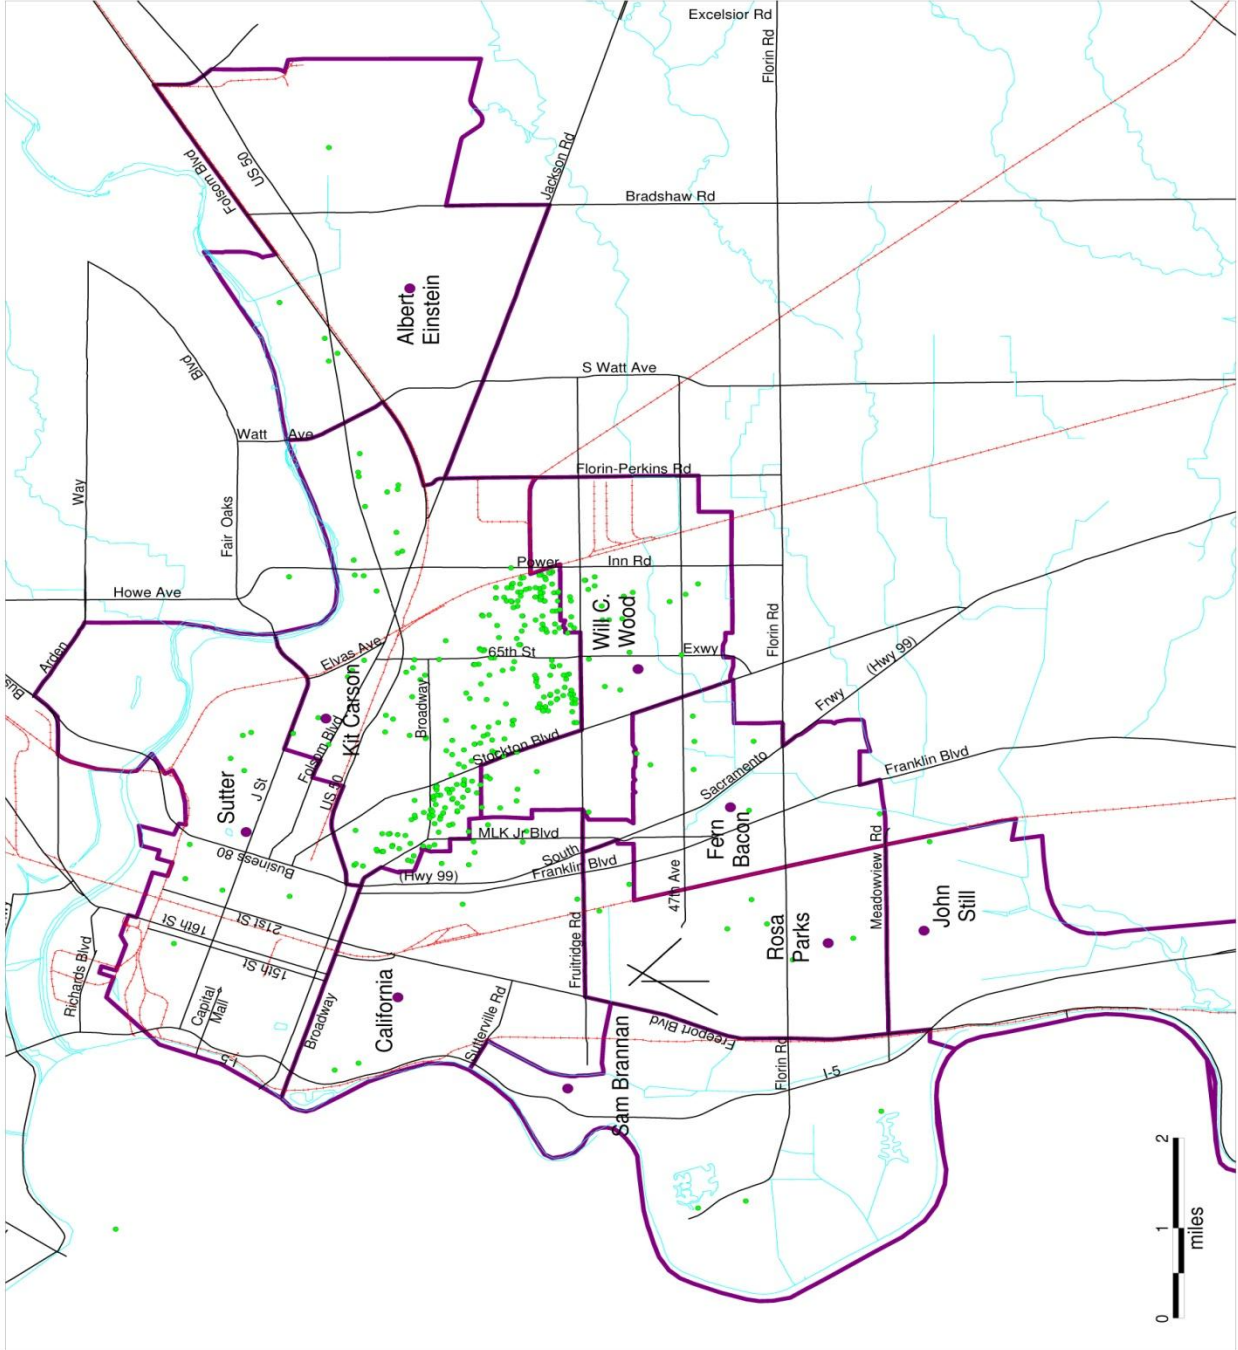 Excelsior Rd
Florin Rd
Folsom Blvd
US 50
Jackson Rd
Bradshaw Rd
Albert
Einstein
Blvd
S Watt Ave
Watt Ave
Way
Fair Oaks
Florin-Perkins Rd
Howe Ave
Power
Inn Rd
Arden
Bus
Elvas Ave
65th St
Exwy
Will C.
Wood
Florin Rd
(Hwy 99)
Frwy
Kit Carson
Folsom Blvd
Broadway
Stockton Blvd
Sacramento
Franklin Blvd
Sutter
J St
US 50
Business 80
MLK Jr Blvd
South
(Hwy 99)
Franklin Blvd
Fern
Bacon
47th Ave
Meadowview Rd
John
Still
Rosa
Parks
21st St
16th St
15th St
Richards Blvd
Capital
Mall
Broadway
California
Fruitridge Rd
Sutterville Rd
Freeport Blvd
Sam Brannan
Florin Rd
I-5
I-5
0
1
2
miles